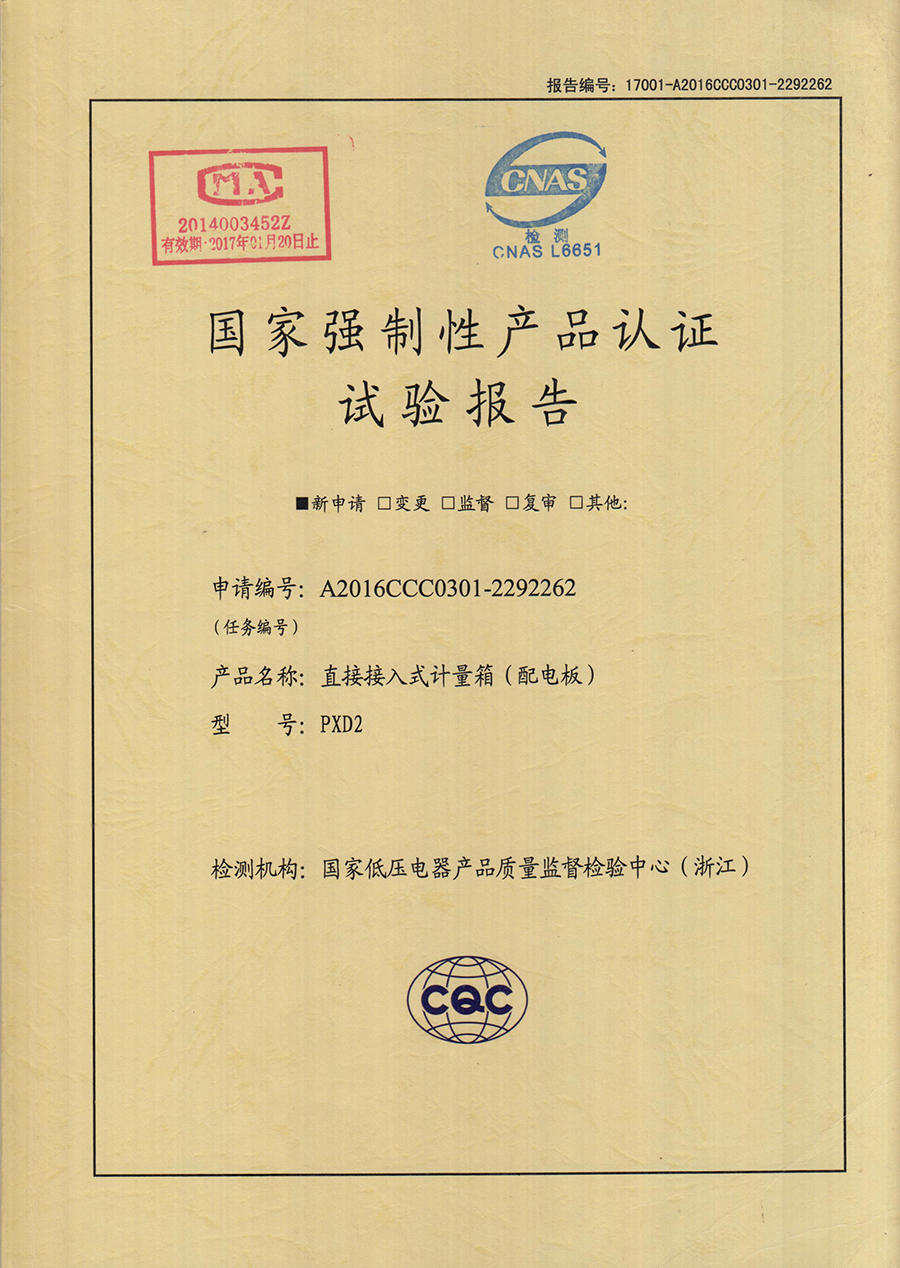 报告编号：17001-A2016CCC0301-2292262
MA
2014003452Z
有效期:2017年01月20日止
CNAS
检 测
CNAS L6651
国家强制性产品认证
试验报告
■新申请 □变更 □监督 □复审 □其他:
申请编号：A2016CCC0301-2292262
（任务编号）
产品名称：直接接入式计量箱（配电板）
型 号：PXD2
检测机构：国家低压电器产品质量监督检验中心（浙江）
CQC